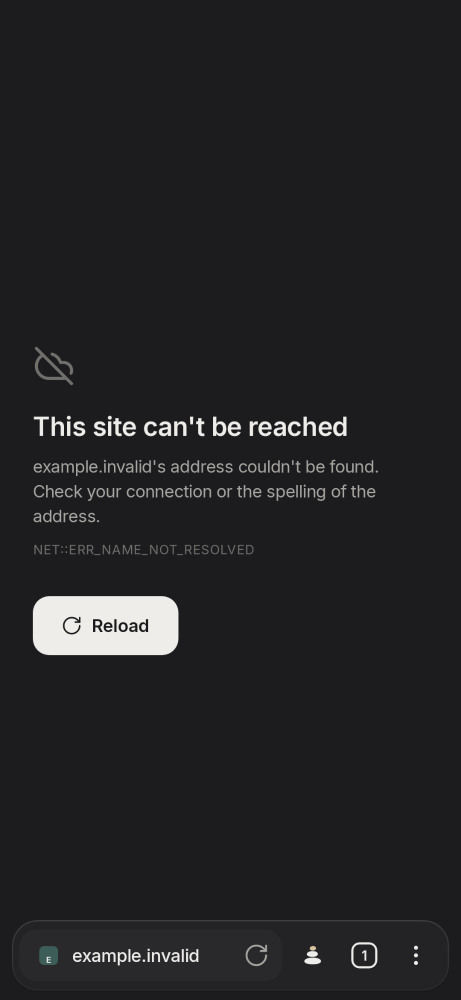 This site can't be reached
example.invalid's address couldn't be found.
Check your connection or the spelling of the
address.
NET::ERR_NAME_NOT_RESOLVED
Reload
E example.invalid 1